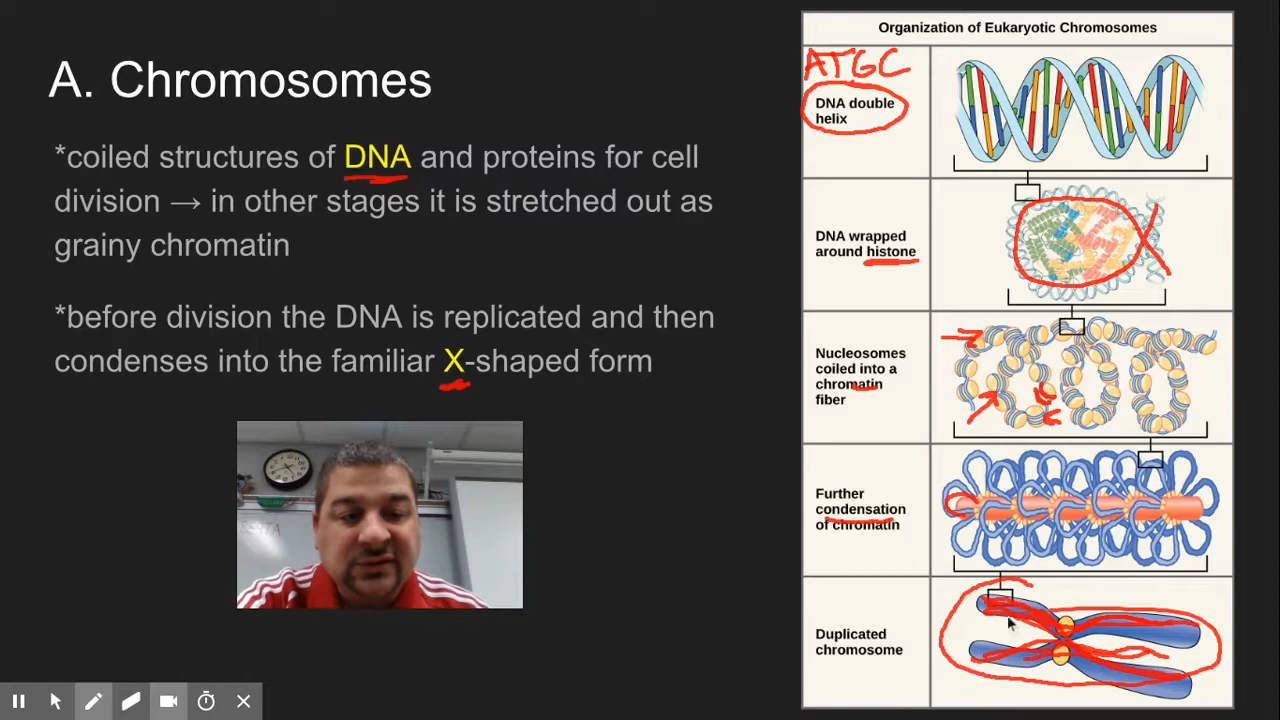 A. Chromosomes
*coiled structures of DNA and proteins for cell
division → in other stages it is stretched out as
grainy chromatin
*before division the DNA is replicated and then
condenses into the familiar X-shaped form
Organization of Eukaryotic Chromosomes
ATGC
DNA double
helix
DNA wrapped
around histone
Nucleosomes
coiled into a
chromatin
fiber
Further
condensation
of chromatin
Duplicated
chromosome